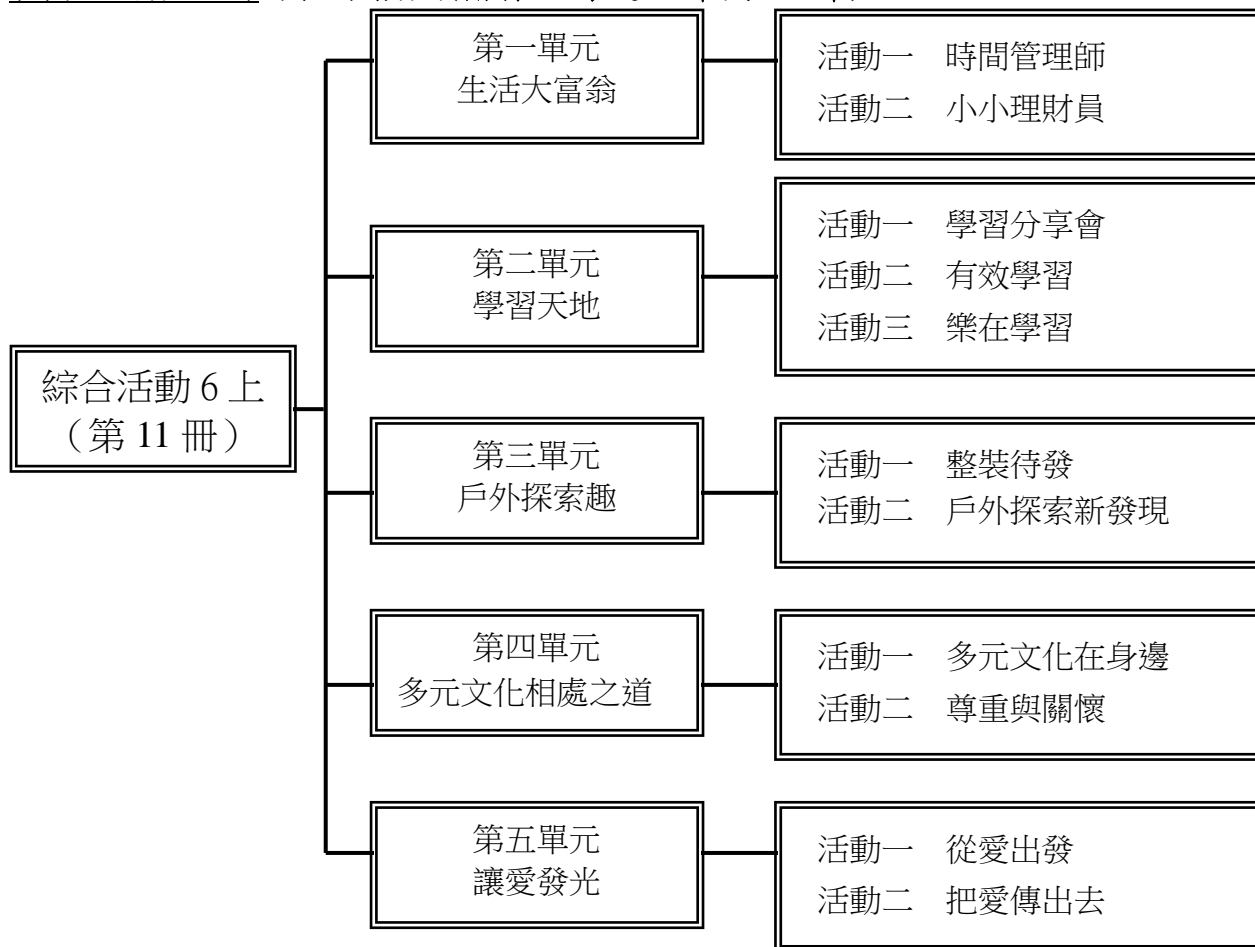 第一單元
生活大富翁
活動一 時間管理師
活動二 小小理財員
第二單元
學習天地
活動一 學習分享會
活動二 有效學習
活動三 樂在學習
綜合活動 6 上
（第 11 冊）
第三單元
戶外探索趣
活動一 整裝待發
活動二 戶外探索新發現
第四單元
多元文化相處之道
活動一 多元文化在身邊
活動二 尊重與關懷
第五單元
讓愛發光
活動一 從愛出發
活動二 把愛傳出去